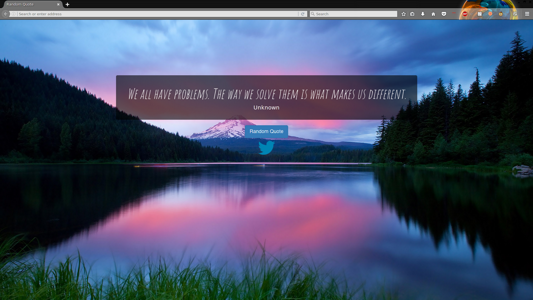 Random Quote
Search or enter address
Search
We all have problems. The way we solve them is what makes us different.
Unknown
Random Quote